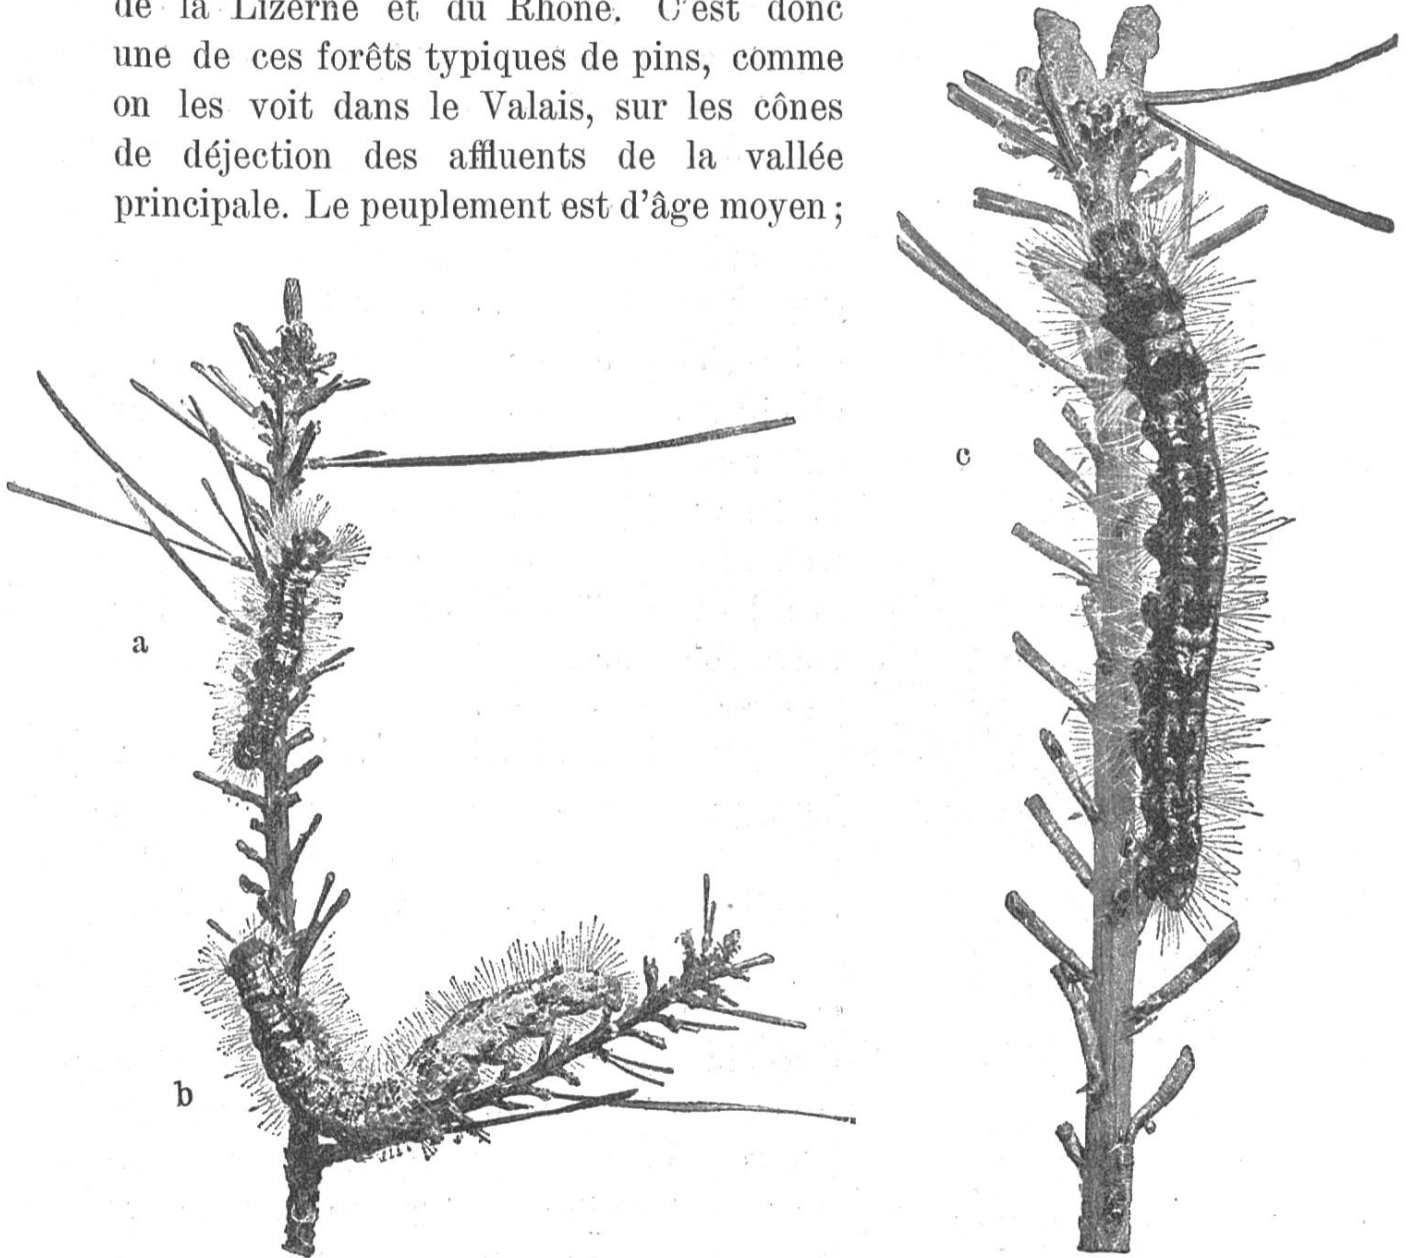 de la Lizerne et du Rhône. C'est donc
une de ces forêts typiques de pins, comme
on les voit dans le Valais, sur les cônes
de déjection des affluents de la vallée
principale. Le peuplement est d'âge moyen;
a
c
b